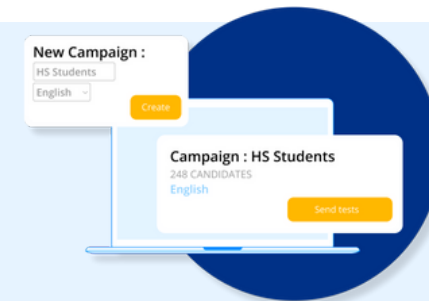 New Campaign :
HS Students
English
Create
Campaign : HS Students
248 CANDIDATES
English
Send tests